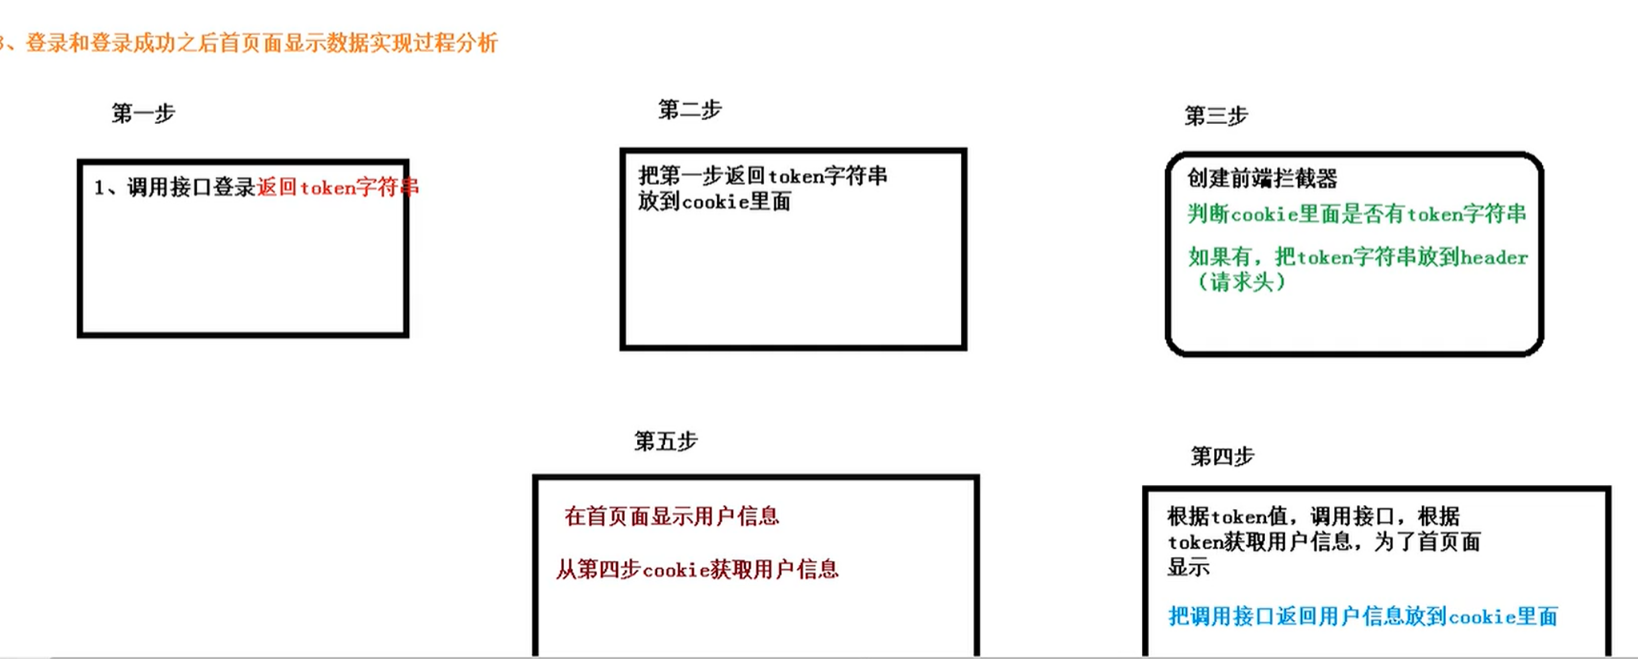 3、登录和登录成功之后首页面显示数据实现过程分析
第一步
1、调用接口登录返回token字符串
第二步
把第一步返回token字符串
放到cookie里面
第三步
创建前端拦截器
判断cookie里面是否有token字符串
如果有，把token字符串放到header
（请求头）
第四步
根据token值，调用接口，根据
token获取用户信息，为了首页面
显示
把调用接口返回用户信息放到cookie里面
第五步
在首页面显示用户信息
从第四步cookie获取用户信息